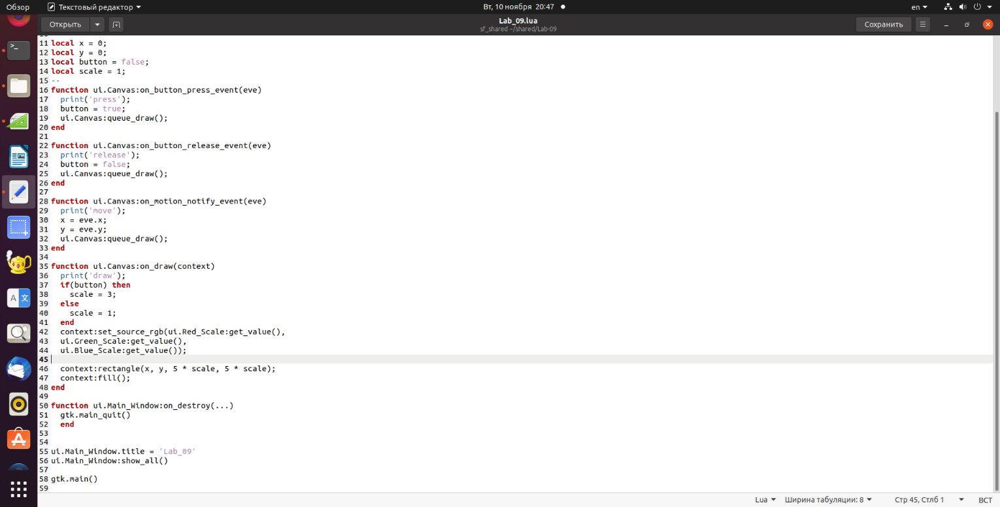 Обзор
Текстовый редактор
Вт, 10 ноября 20:47
en
Открыть
Lab_09.lua
sf_shared ~/shared/Lab-09
Сохранить
11 local x = 0;
12 local y = 0;
13 local button = false;
14 local scale = 1;
15 --
16 function ui.Canvas:on_button_press_event(eve)
17 print('press');
18 button = true;
19 ui.Canvas:queue_draw();
20 end
21
22 function ui.Canvas:on_button_release_event(eve)
23 print('release');
24 button = false;
25 ui.Canvas:queue_draw();
26 end
27
28 function ui.Canvas:on_motion_notify_event(eve)
29 print('move');
30 x = eve.x;
31 y = eve.y;
32 ui.Canvas:queue_draw();
33 end
34
35 function ui.Canvas:on_draw(context)
36 print('draw');
37 if(button) then
38 scale = 3;
39 else
40 scale = 1;
41 end
42 context:set_source_rgb(ui.Red_Scale:get_value(),
43 ui.Green_Scale:get_value(),
44 ui.Blue_Scale:get_value());
45
46 context:rectangle(x, y, 5 * scale, 5 * scale);
47 context:fill();
48 end
49
50 function ui.Main_Window:on_destroy(...)
51 gtk.main_quit()
52 end
53
54
55 ui.Main_Window.title = 'Lab_09'
56 ui.Main_Window:show_all()
57
58 gtk.main()
59
Lua
Ширина табуляции: 8
Стр 45, Стлб 1
ВСТ